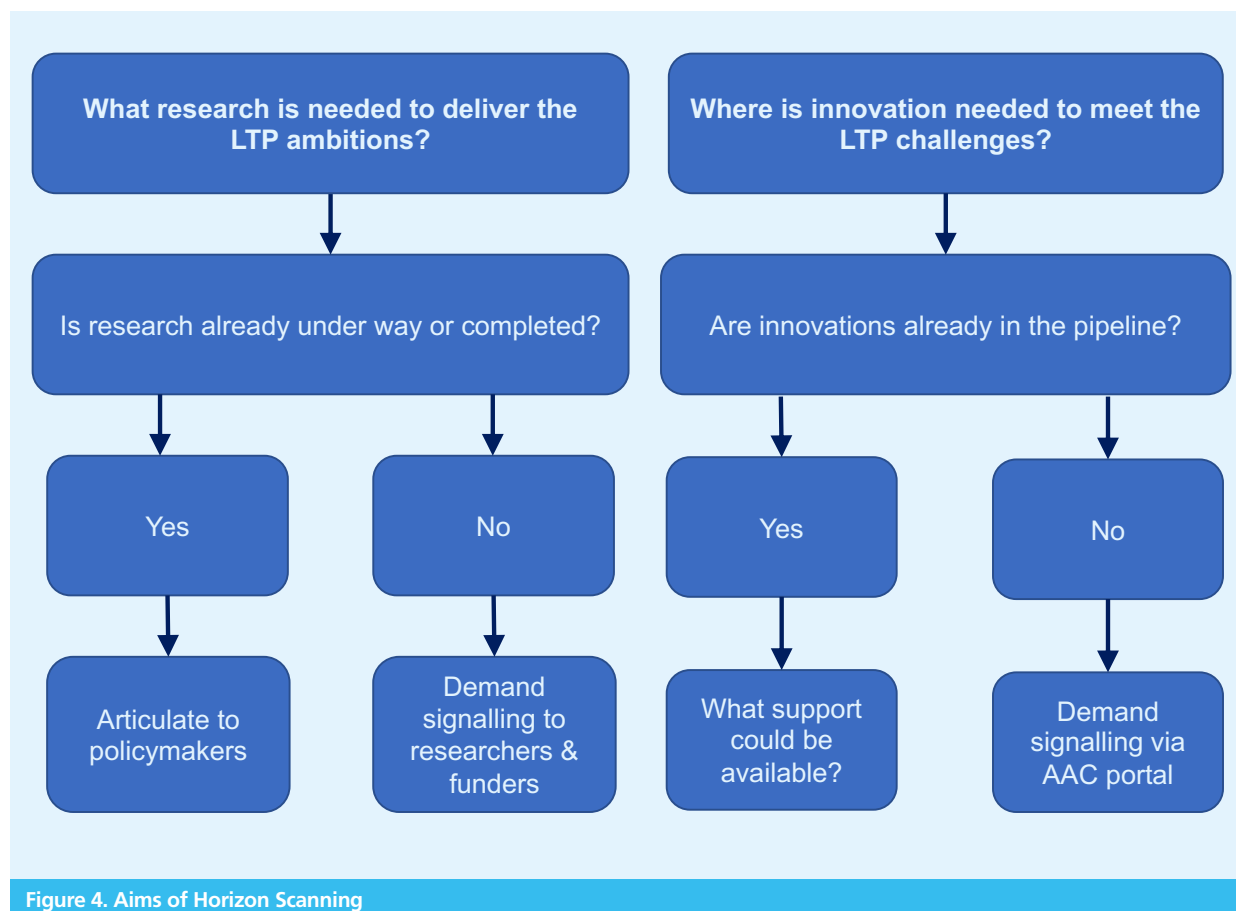 What research is needed to deliver the
LTP ambitions?
Where is innovation needed to meet the
LTP challenges?
Is research already under way or completed?
Are innovations already in the pipeline?
Yes
No
Yes
No
Articulate to
policymakers
Demand
signalling to
researchers &
funders
What support
could be
available?
Demand
signalling via
AAC portal
Figure 4. Aims of Horizon Scanning